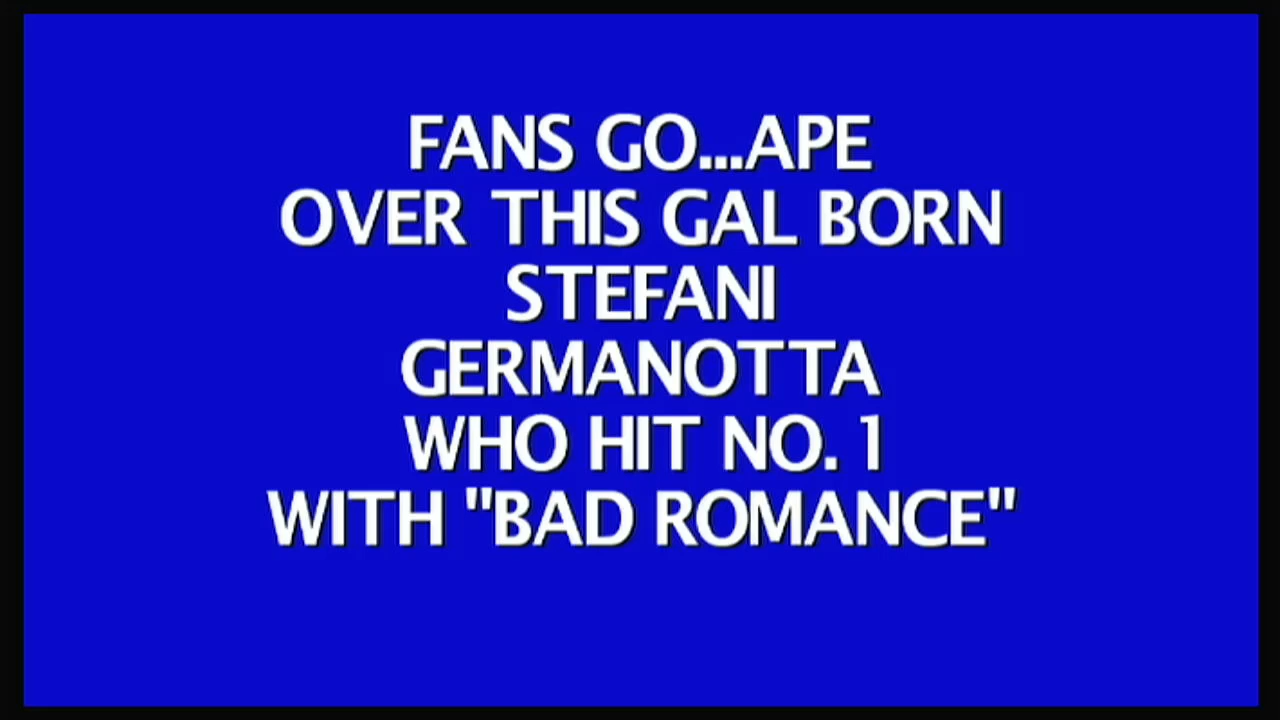 FANS GO...APE
OVER THIS GAL BORN
STEFANI
GERMANOTTA
WHO HIT NO. 1
WITH "BAD ROMANCE"